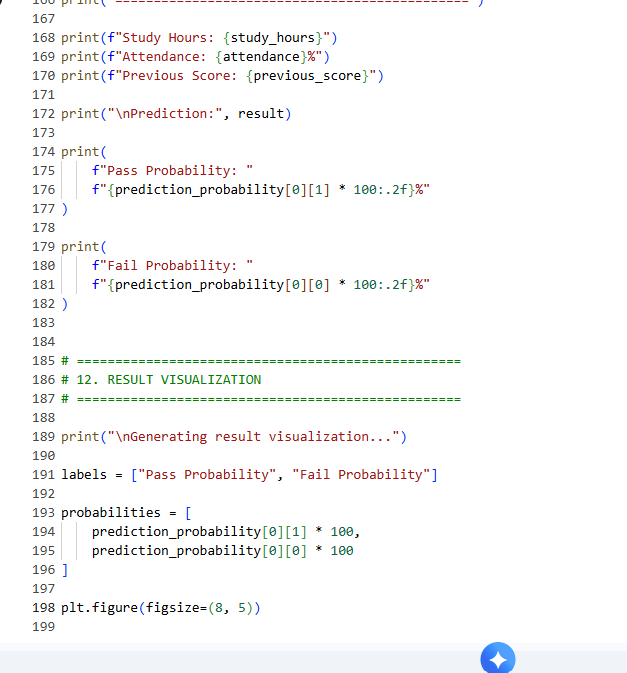 166 print("==============================================")
167
168 print(f"Study Hours: {study_hours}")
169 print(f"Attendance: {attendance}%")
170 print(f"Previous Score: {previous_score}")
171
172 print("\nPrediction:", result)
173
174 print(
175     f"Pass Probability: "
176     f"{prediction_probability[0][1] * 100:.2f}%"
177 )
178
179 print(
180     f"Fail Probability: "
181     f"{prediction_probability[0][0] * 100:.2f}%"
182 )
183
184
185 # ==================================================
186 # 12. RESULT VISUALIZATION
187 # ==================================================
188
189 print("\nGenerating result visualization...")
190
191 labels = ["Pass Probability", "Fail Probability"]
192
193 probabilities = [
194     prediction_probability[0][1] * 100,
195     prediction_probability[0][0] * 100
196 ]
197
198 plt.figure(figsize=(8, 5))
199